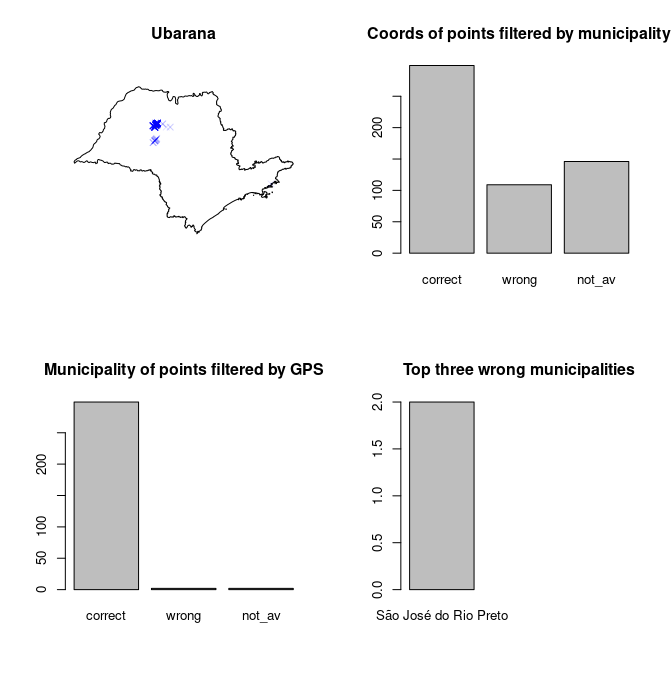 Ubarana
Coords of points filtered by municipality
0
50
100
200
correct wrong not_av
Municipality of points filtered by GPS
0
50
100
200
correct wrong not_av
Top three wrong municipalities
0.0
0.5
1.0
1.5
2.0
São José do Rio Preto